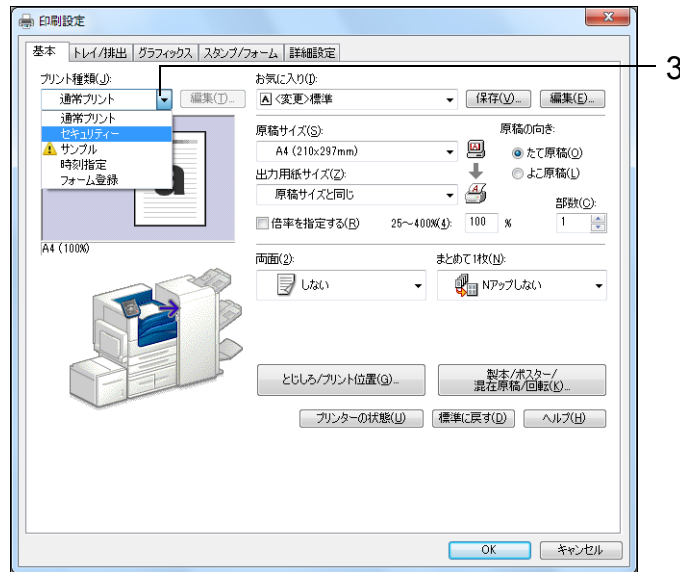 印刷設定
基本 トレイ/排出 グラフィックス スタンプ/フォーム 詳細設定
3
プリント種類(J):
通常プリント 編集(T)...
通常プリント
セキュリティー
サンプル
時刻指定
フォーム登録
A4 (100%)
お気に入り(I):
A <変更>標準 保存(V)... 編集(E)...
原稿サイズ(S):
A4 (210x297mm)
出力用紙サイズ(Z):
原稿サイズと同じ
原稿の向き:
たて原稿(O)
よこ原稿(L)
倍率を指定する(R) 25～400%(4): 100 %
部数(C):
1
両面(2):
しない
まとめて1枚(N):
Nアップしない
とじしろ/プリント位置(G)...
製本/ポスター/
混在原稿/回転(K)...
プリンターの状態(U) 標準に戻す(D) ヘルプ(H)
OK キャンセル